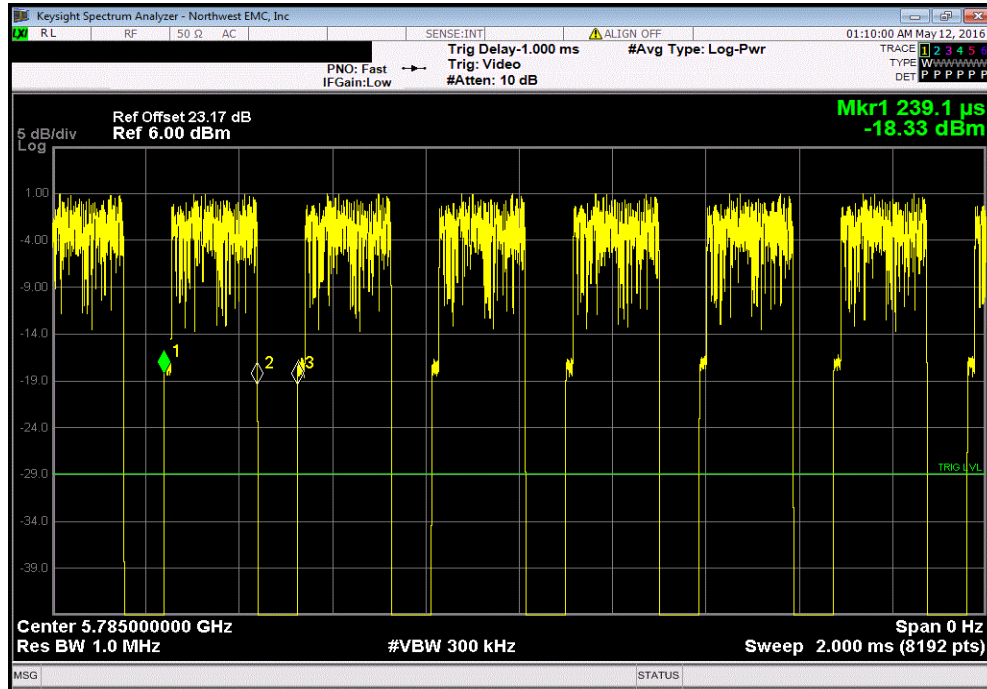 Keysight Spectrum Analyzer - Northwest EMC, Inc
LXI RL RF 50 Ω AC SENSE:INT ALIGN OFF 01:10:00 AM May 12, 2016
Trig Delay-1.000 ms #Avg Type: Log-Pwr TRACE 1 2 3 4 5 6
PNO: Fast Trig: Video TYPE WWWWWW
IFGain:Low #Atten: 10 dB DET P P P P P P
Mkr1 239.1 µs
-18.33 dBm
Ref Offset 23.17 dB
5 dB/div Ref 6.00 dBm
Log
1.00
-4.00
-9.00
-14.0
1
2 3
-19.0
-24.0
-29.0 TRIG LVL
-34.0
-39.0
Center 5.785000000 GHz Span 0 Hz
Res BW 1.0 MHz #VBW 300 kHz Sweep 2.000 ms (8192 pts)
MSG STATUS